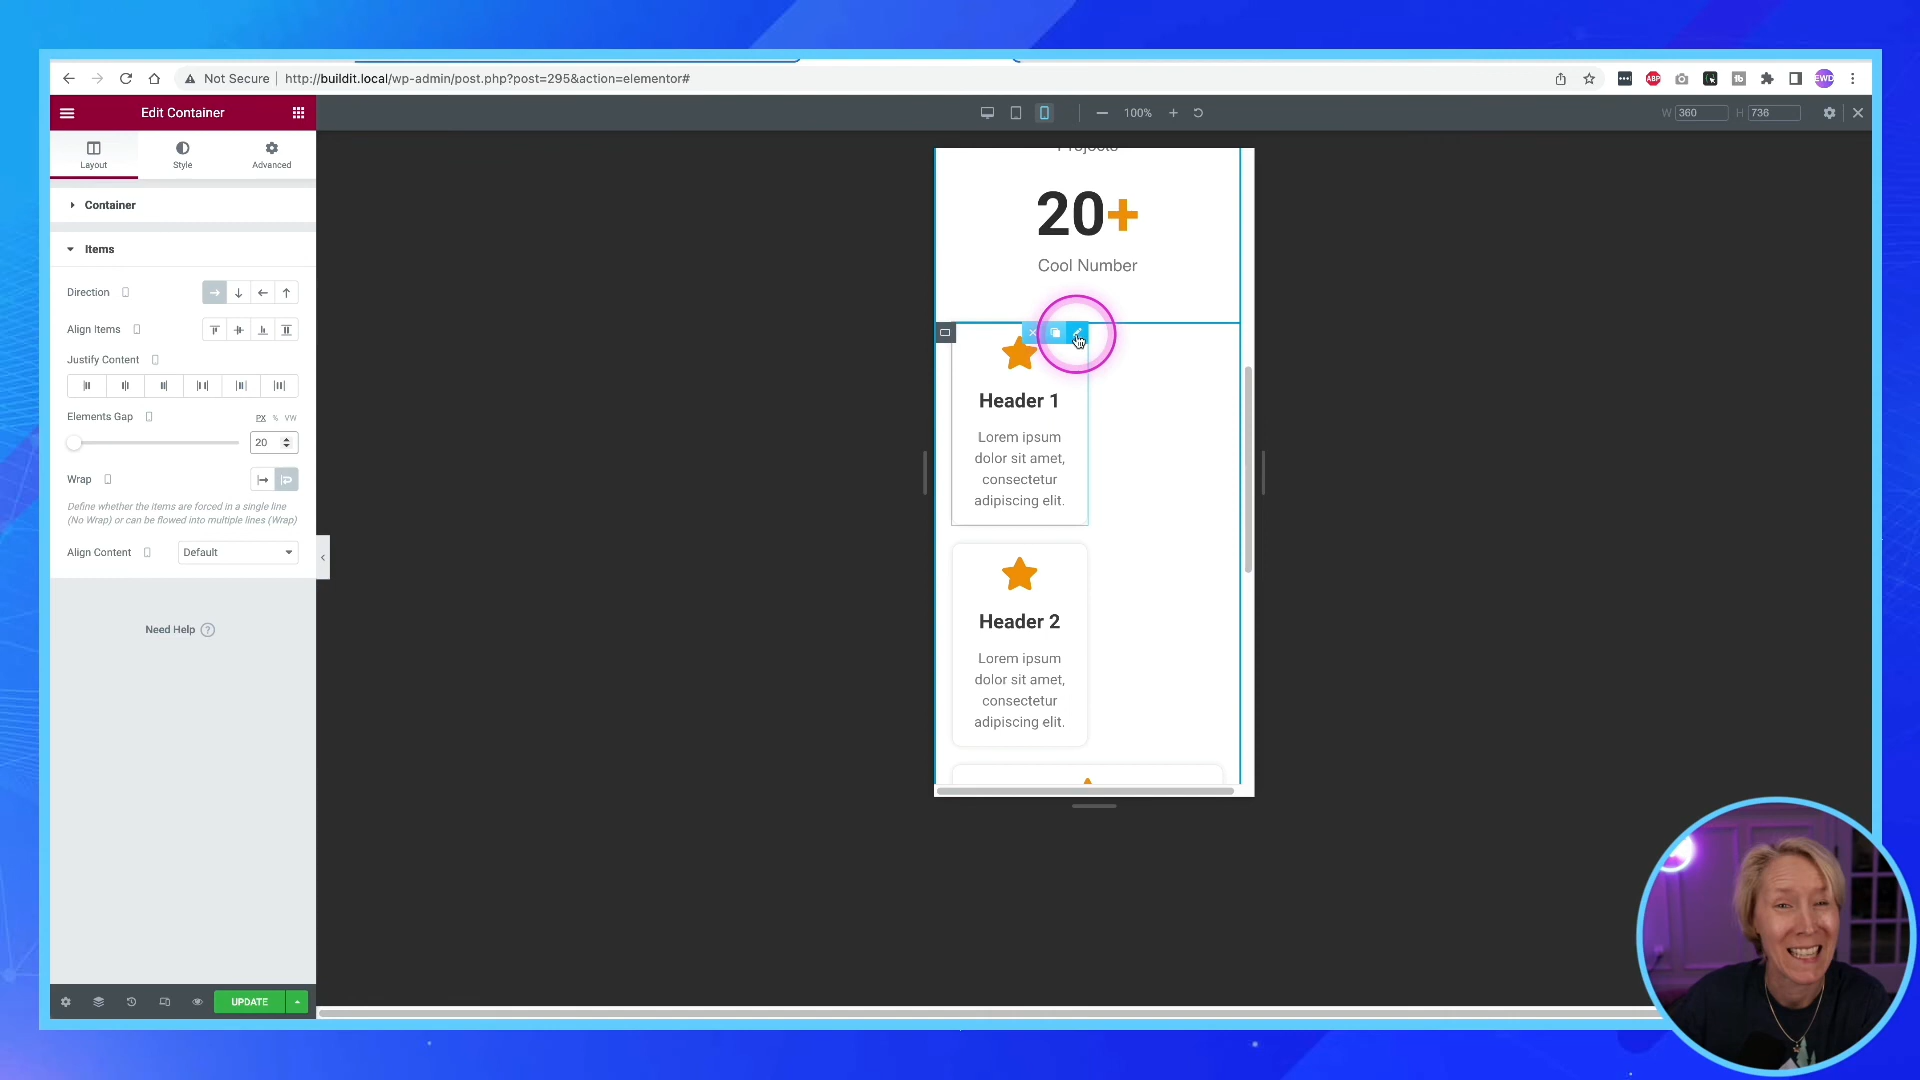 Not Secure
http://buildit.local/wp-admin/post.php?post=295&action=elementor#
ABP
tb
EWD
Edit Container
100%
W 360
H 736
Layout
Style
Advanced
Container
Items
Direction
Align Items
Justify Content
Elements Gap
PX % VW
20
Wrap
Define whether the items are forced in a single line
(No Wrap) or can be flowed into multiple lines (Wrap)
Align Content
Default
Need Help ?
UPDATE
Projects
20+
Cool Number
Header 1
Lorem ipsum
dolor sit amet,
consectetur
adipiscing elit.
Header 2
Lorem ipsum
dolor sit amet,
consectetur
adipiscing elit.